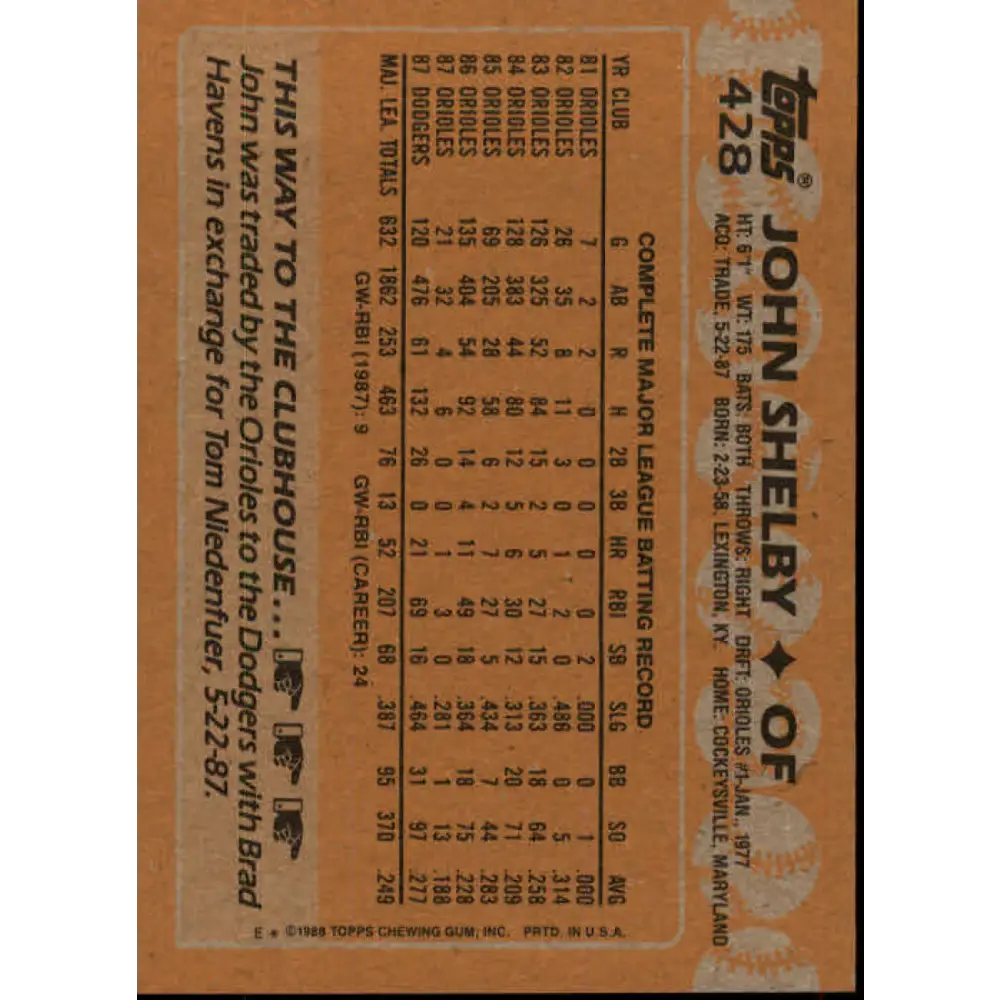 Topps® JOHN SHELBY ✦ OF
428
HT: 6'1" WT: 175 BATS: BOTH THROWS: RIGHT DRFT: ORIOLES #1-JAN., 1977
ACQ: TRADE, 5-22-87 BORN: 2-23-58, LEXINGTON, KY. HOME: COCKEYSVILLE, MARYLAND
COMPLETE MAJOR LEAGUE BATTING RECORD
YR CLUB G AB R H 2B 3B HR RBI SB SLG BB SO AVG
81 ORIOLES 7 2 2 0 0 0 0 0 2 .000 0 1 .000
82 ORIOLES 26 35 8 11 3 0 1 2 0 .486 0 5 .314
83 ORIOLES 126 325 52 84 15 2 5 27 15 .363 18 64 .258
84 ORIOLES 128 383 44 80 12 5 6 30 12 .313 20 71 .209
85 ORIOLES 69 205 28 58 6 2 7 27 5 .434 7 44 .283
86 ORIOLES 135 404 54 92 14 4 11 49 18 .364 18 75 .228
87 ORIOLES 21 32 4 6 0 0 1 3 0 .281 1 13 .188
87 DODGERS 120 476 61 132 26 0 21 69 16 .464 31 97 .277
MAJ. LEA. TOTALS 632 1862 253 463 76 13 52 207 68 .387 95 370 .249
GW-RBI (1987): 9 GW-RBI (CAREER): 24
THIS WAY TO THE CLUBHOUSE...
John was traded by the Orioles to the Dodgers with Brad
Havens in exchange for Tom Niedenfuer, 5-22-87.
E * ©1988 TOPPS CHEWING GUM, INC. PRTD. IN U.S.A.